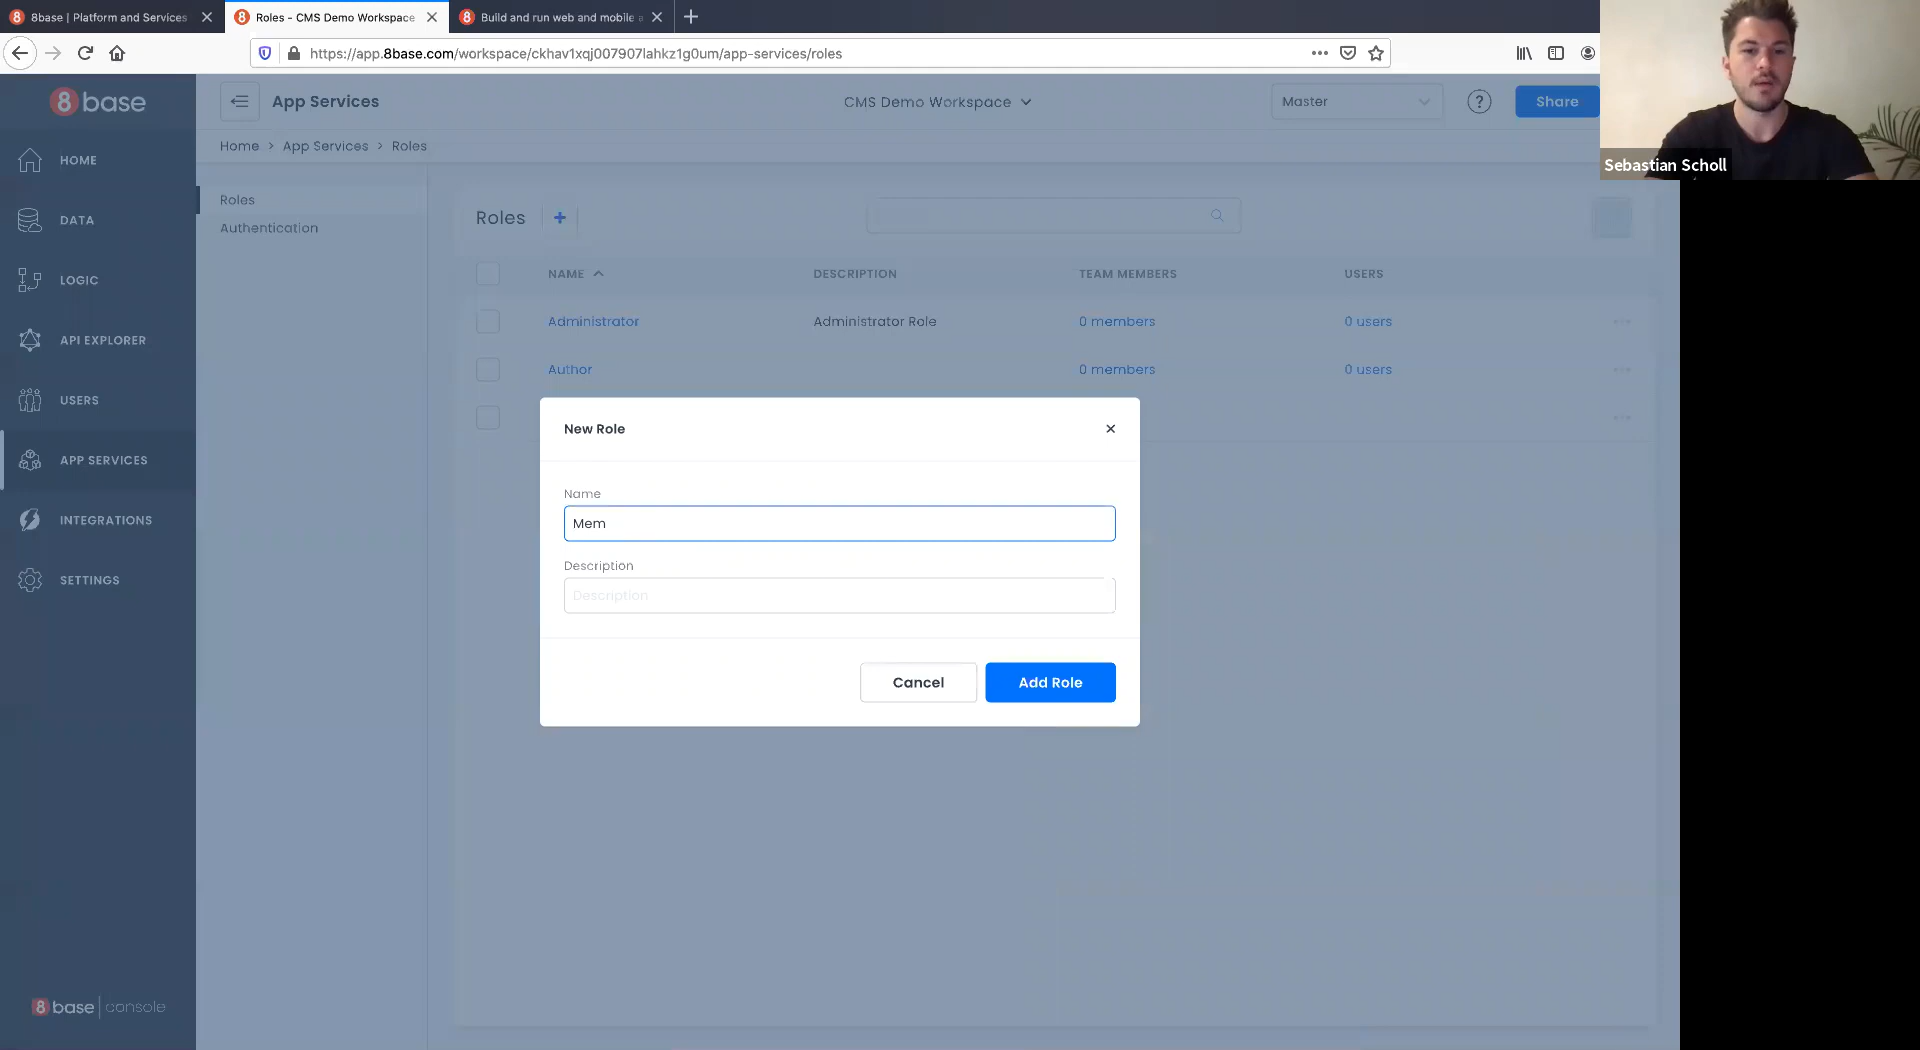 8base | Platform and Services
Roles - CMS Demo Workspace
Build and run web and mobile a
https://app.8base.com/workspace/ckhav1xqj007907lahkz1g0um/app-services/roles
8base
App Services
CMS Demo Workspace
Master
Share
Sebastian Scholl
Home > App Services > Roles
HOME
DATA
LOGIC
API EXPLORER
USERS
APP SERVICES
INTEGRATIONS
SETTINGS
Roles
Authentication
Roles
NAME DESCRIPTION TEAM MEMBERS USERS
Administrator Administrator Role 0 members 0 users
Author 0 members 0 users
New Role
Name
Mem
Description
Description
Cancel Add Role
8base | console